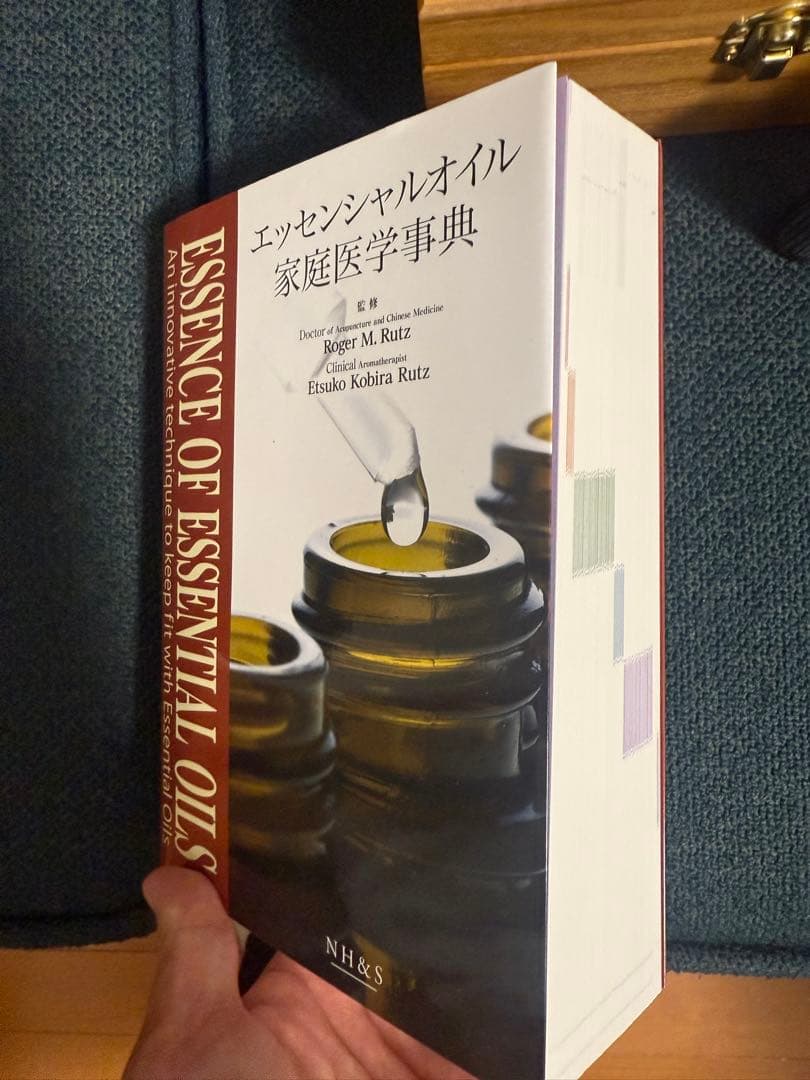 エッセンシャルオイル
家庭医学事典
監修
Doctor of Acupuncture and Chinese Medicine
Roger M. Rutz
Clinical Aromatherapist
Etsuko Kobira Rutz
ESSENCE OF ESSENTIAL OILS
An innovative technique to keep fit with Essential Oils
NH&S